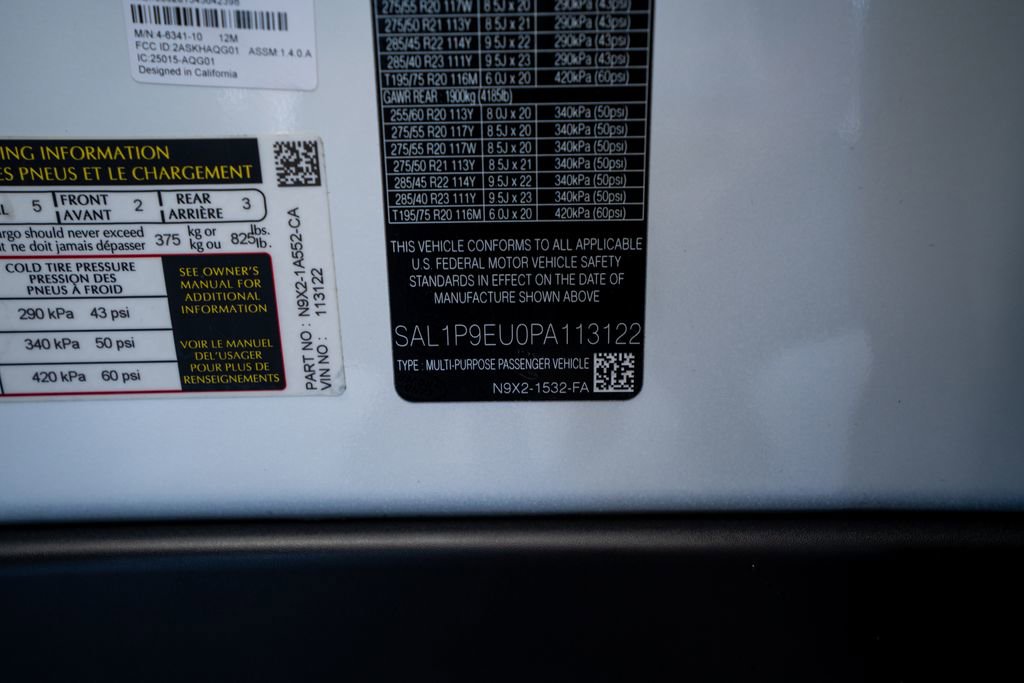 M/N:4-6341-10 12M
FCC ID:2ASKHAQG01 ASSM:1.4.0.A
IC:25015-AQG01
Designed in California
275/55 R20 117W 8.5J x 20 290kPa (43psi)
275/50 R21 113Y 8.5J x 21 290kPa (43psi)
285/45 R22 114Y 9.5J x 22 290kPa (43psi)
285/40 R23 111Y 9.5J x 23 290kPa (43psi)
T195/75 R20 116M 6.0J x 20 420kPa (60psi)
GAWR REAR 1900kg (4185lb)
255/60 R20 113Y 8.0J x 20 340kPa (50psi)
275/55 R20 117Y 8.5J x 20 340kPa (50psi)
275/55 R20 117W 8.5J x 20 340kPa (50psi)
275/50 R21 113Y 8.5J x 21 340kPa (50psi)
285/45 R22 114Y 9.5J x 22 340kPa (50psi)
285/40 R23 111Y 9.5J x 23 340kPa (50psi)
T195/75 R20 116M 6.0J x 20 420kPa (60psi)
THIS VEHICLE CONFORMS TO ALL APPLICABLE
U.S. FEDERAL MOTOR VEHICLE SAFETY
STANDARDS IN EFFECT ON THE DATE OF
MANUFACTURE SHOWN ABOVE
SAL1P9EU0PA113122
TYPE : MULTI-PURPOSE PASSENGER VEHICLE
N9X2-1532-FA
ING INFORMATION
ES PNEUS ET LE CHARGEMENT
L 5 FRONT 2 REAR 3
AVANT ARRIÈRE
rgo should never exceed 375 kg or 825 lbs.
t ne doit jamais dépasser kg ou lb.
COLD TIRE PRESSURE
PRESSION DES
PNEUS À FROID
290 kPa 43 psi
340 kPa 50 psi
420 kPa 60 psi
SEE OWNER'S
MANUAL FOR
ADDITIONAL
INFORMATION
VOIR LE MANUEL
DEL'USAGER
POUR PLUS DE
RENSEIGNEMENTS
PART NO : N9X2-1A552-CA
VIN NO : 113122